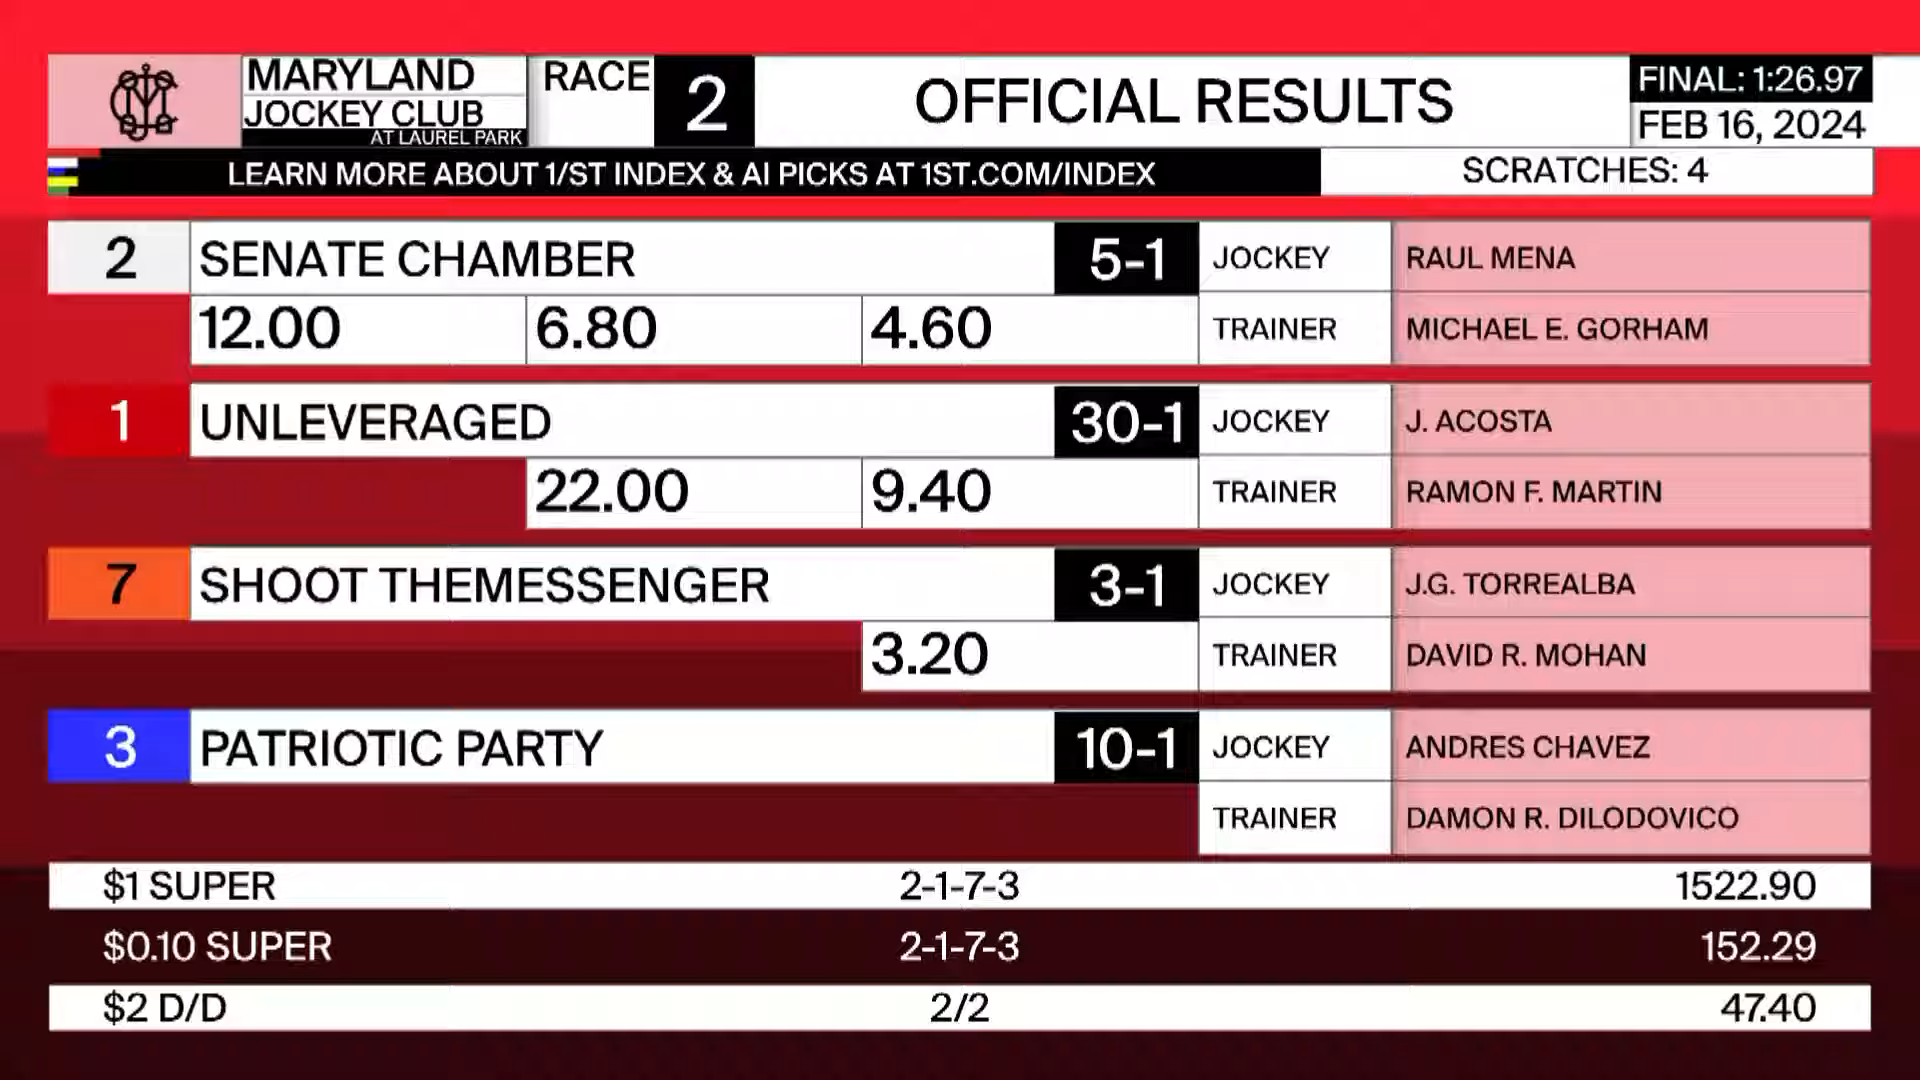 MARYLAND
JOCKEY CLUB
AT LAUREL PARK
RACE 2
OFFICIAL RESULTS
FINAL: 1:26.97
FEB 16, 2024
LEARN MORE ABOUT 1/ST INDEX & AI PICKS AT 1ST.COM/INDEX
SCRATCHES: 4
2 SENATE CHAMBER 5-1 JOCKEY RAUL MENA
12.00 6.80 4.60 TRAINER MICHAEL E. GORHAM
1 UNLEVERAGED 30-1 JOCKEY J. ACOSTA
22.00 9.40 TRAINER RAMON F. MARTIN
7 SHOOT THEMESSENGER 3-1 JOCKEY J.G. TORREALBA
3.20 TRAINER DAVID R. MOHAN
3 PATRIOTIC PARTY 10-1 JOCKEY ANDRES CHAVEZ
TRAINER DAMON R. DILODOVICO
$1 SUPER 2-1-7-3 1522.90
$0.10 SUPER 2-1-7-3 152.29
$2 D/D 2/2 47.40